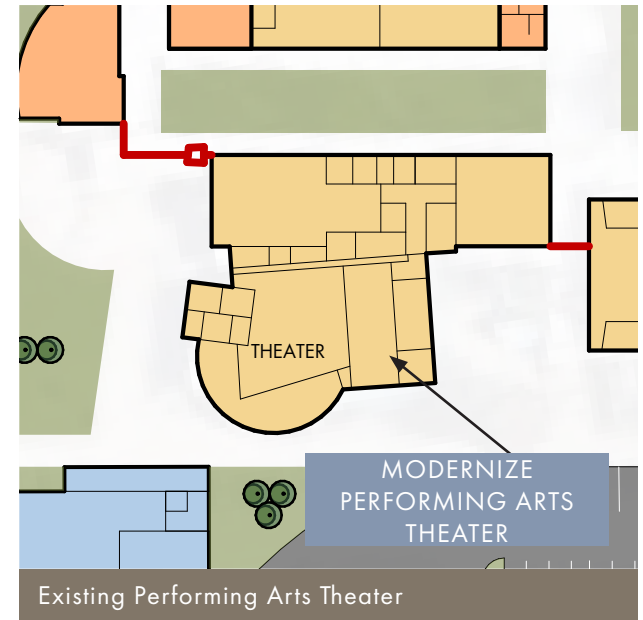 THEATER
MODERNIZE
PERFORMING ARTS
THEATER
Existing Performing Arts Theater